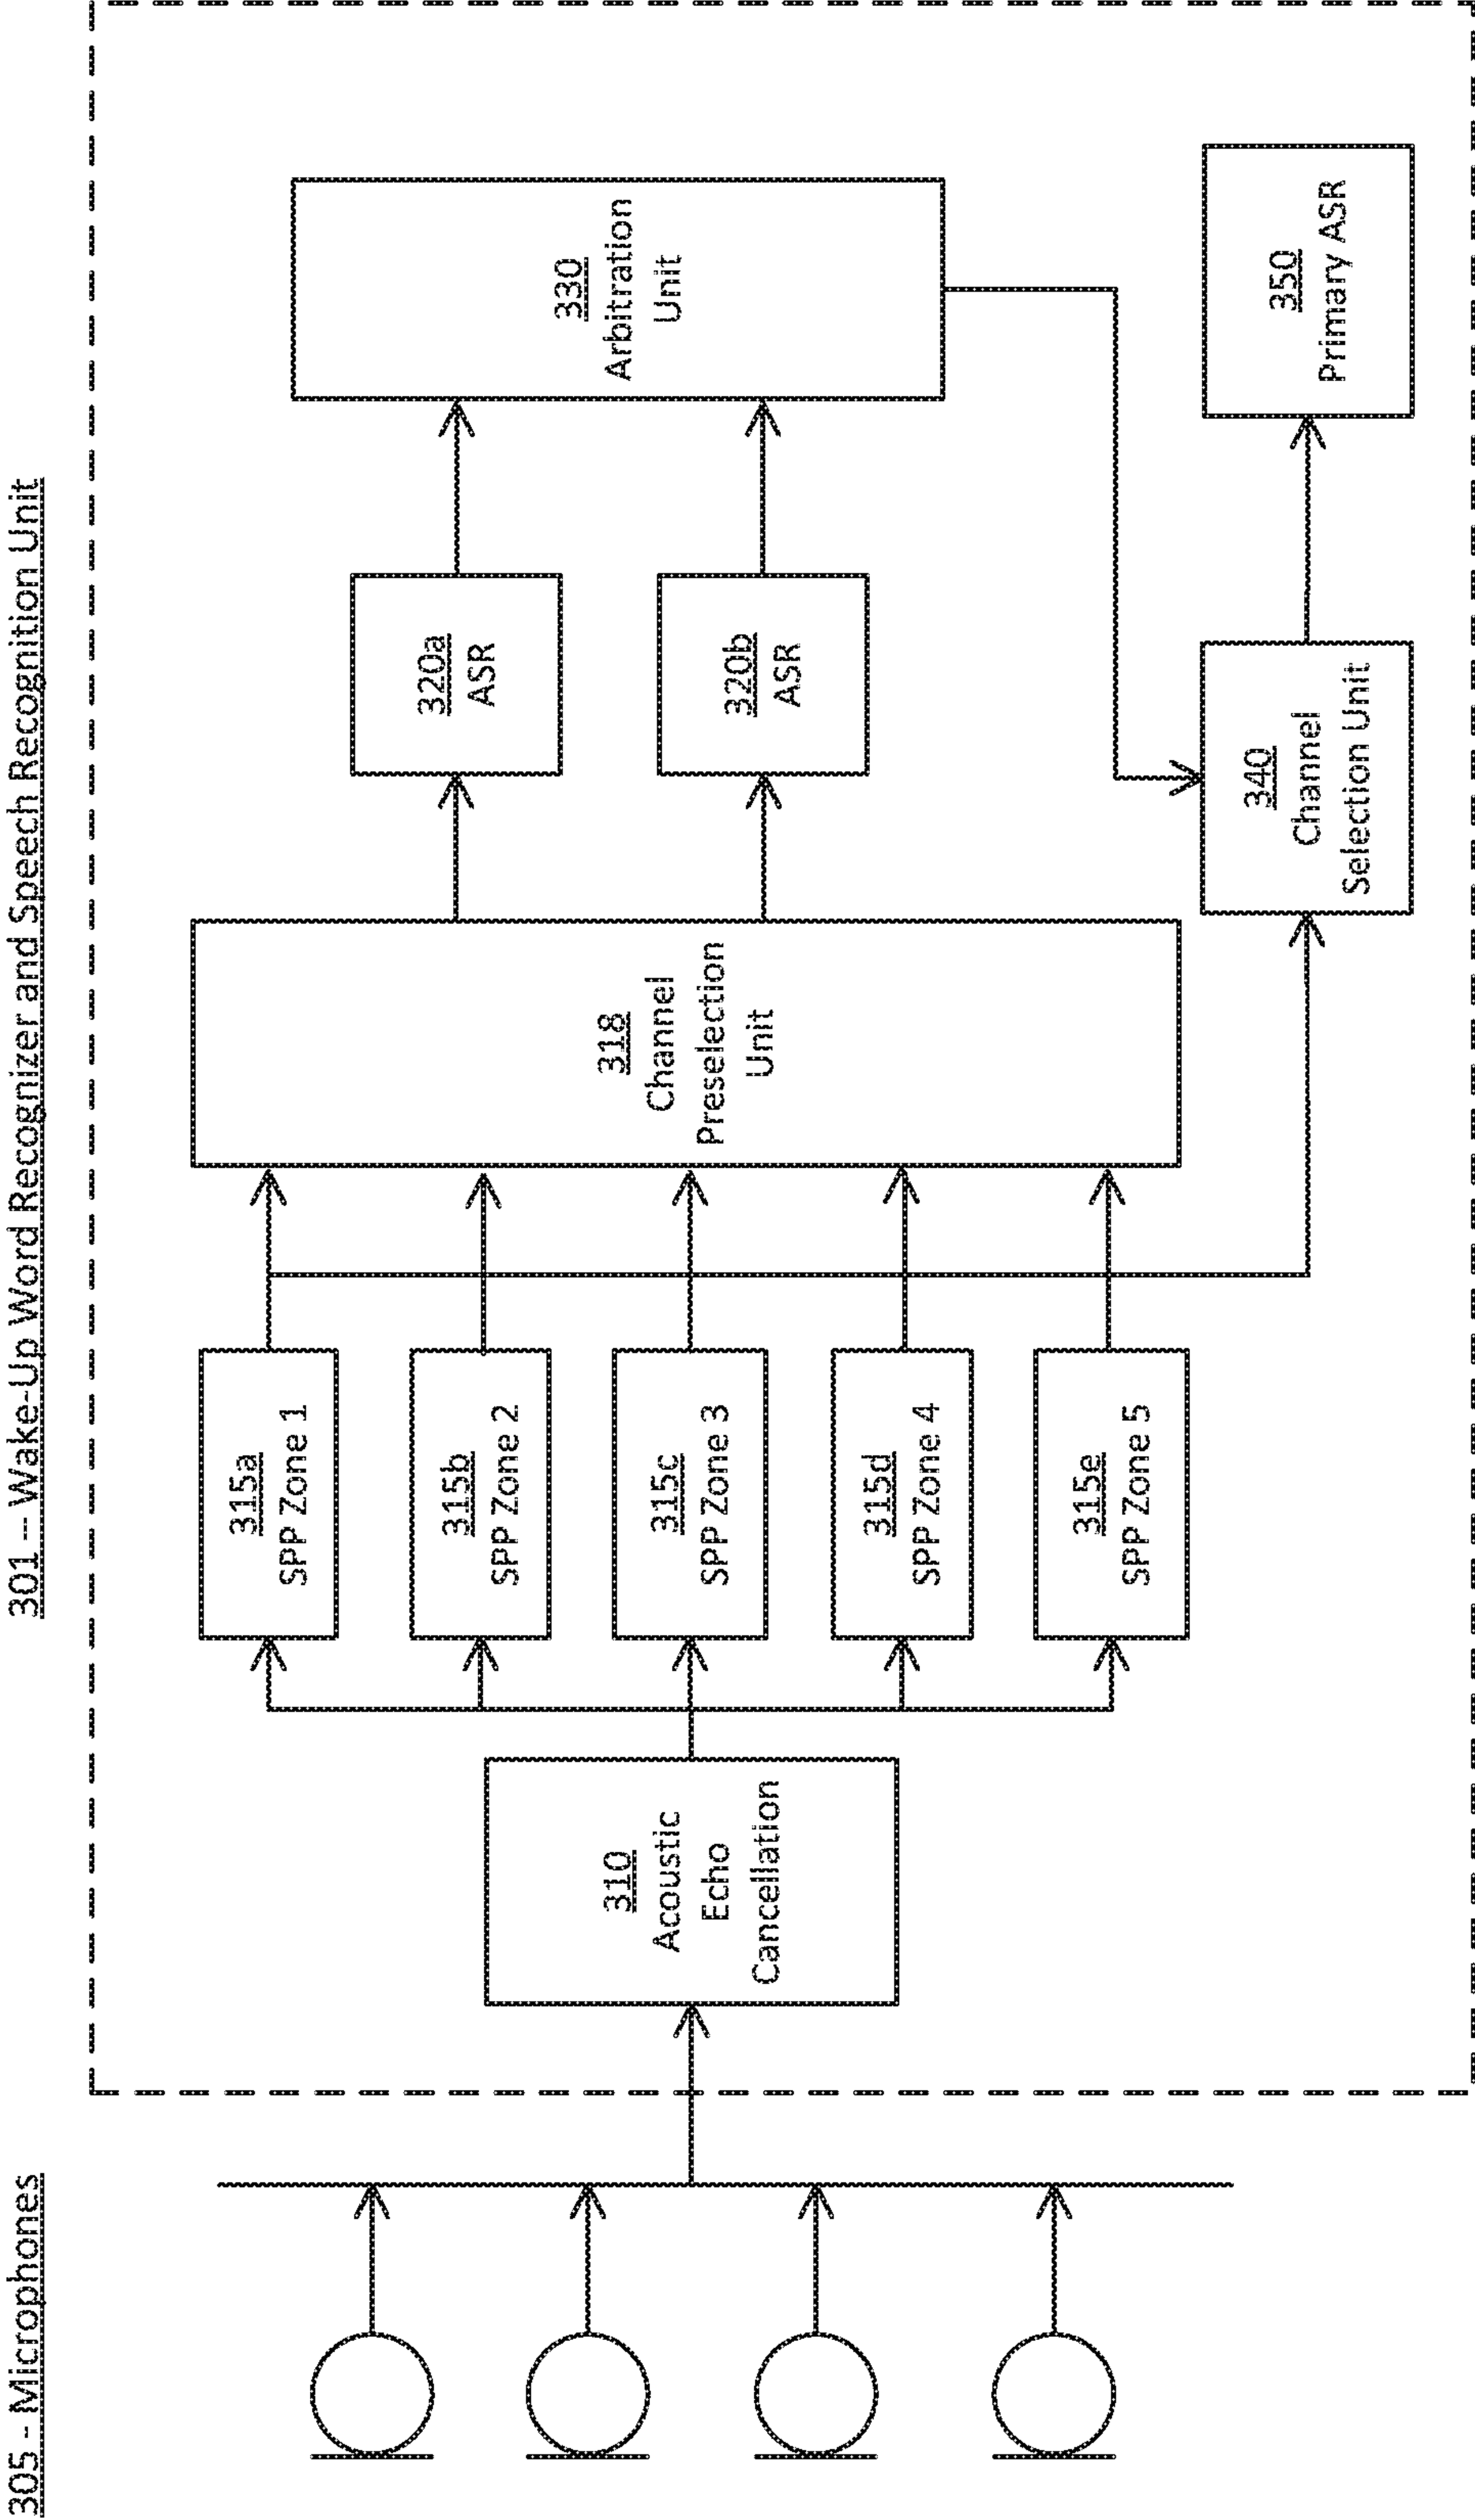 305 - Microphones
301 -- Wake-Up Word Recognizer and Speech Recognition Unit
310
Acoustic
Echo
Cancellation
315a
SPP Zone 1
315b
SPP Zone 2
315c
SPP Zone 3
315d
SPP Zone 4
315e
SPP Zone 5
318
Channel
Preselection
Unit
320a
ASR
320b
ASR
330
Arbitration
Unit
340
Channel
Selection Unit
350
Primary ASR